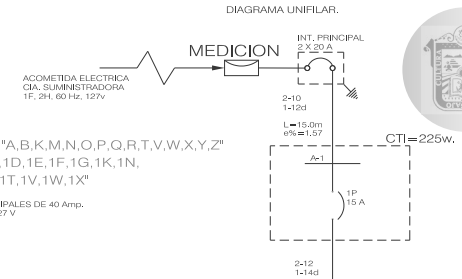 DIAGRAMA UNIFILAR.
MEDICION
INT. PRINCIPAL
2 X 20 A
ACOMETIDA ELECTRICA
CIA. SUMINISTRADORA
1F, 2H, 60 Hz, 127v
2-10
1-12d
L=15.0m
e%=1.57
"A,B,K,M,N,O,P,Q,R,T,V,W,X,Y,Z"
,1D,1E,1F,1G,1K,1N,
1T,1V,1W,1X"
CTI=225w.
A-1
1P
15 A
IPALES DE 40 Amp.
27 V
2-12
1-14d